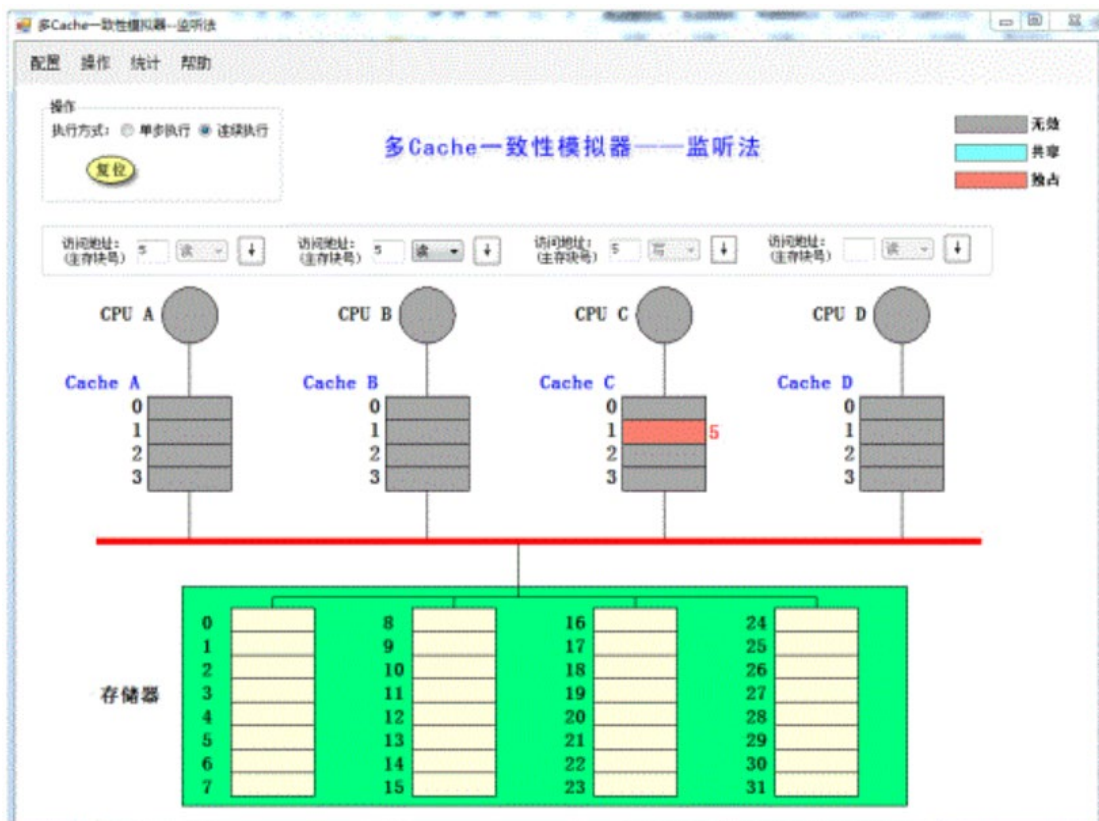 多Cache一致性模拟器--监听法
配置 操作 统计 帮助
操作
执行方式: 单步执行 连续执行
复位
多Cache一致性模拟器——监听法
无效
共享
独占
访问地址: (主存块号) 5 读 ↓
访问地址: (主存块号) 5 读 ↓
访问地址: (主存块号) 5 写 ↓
访问地址: (主存块号) 读 ↓
CPU A CPU B CPU C CPU D
Cache A Cache B Cache C Cache D
0 0 0 0
1 1 1 5 1
2 2 2 2
3 3 3 3
0 8 16 24
1 9 17 25
2 10 18 26
存储器 3 11 19 27
4 12 20 28
5 13 21 29
6 14 22 30
7 15 23 31